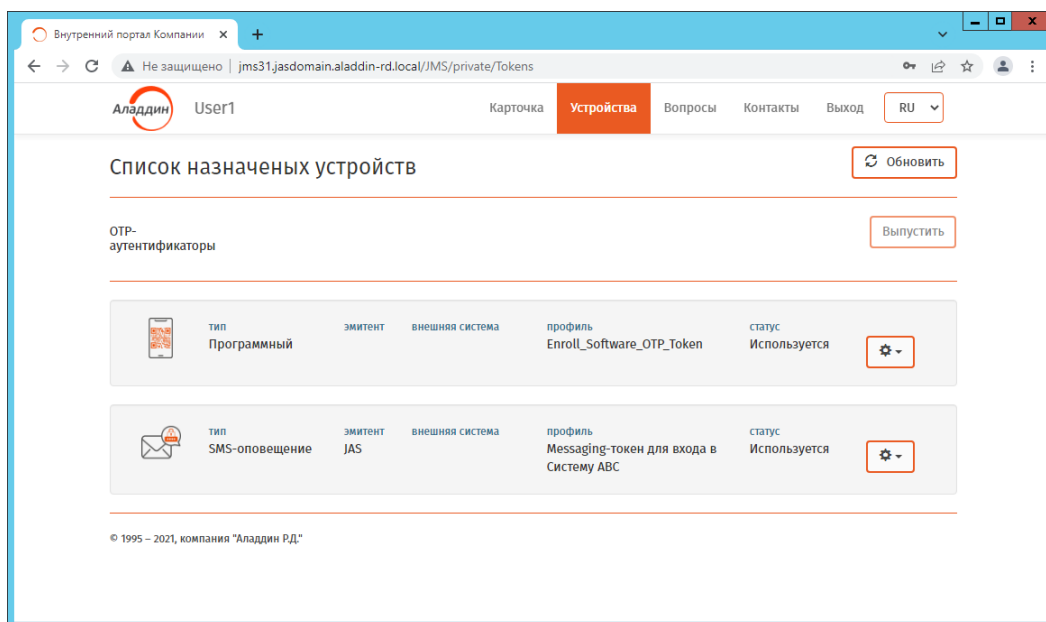 Внутренний портал Компании
Не защищено | jms31.jasdomain.aladdin-rd.local/JMS/private/Tokens
Аладдин User1 Карточка Устройства Вопросы Контакты Выход RU
Список назначеных устройств Обновить
OTP- Выпустить
аутентификаторы
тип эмитент внешняя система профиль статус
Программный Enroll_Software_OTP_Token Используется
тип эмитент внешняя система профиль статус
SMS-оповещение JAS Messaging-токен для входа в Используется
Систему ABC
© 1995 – 2021, компания "Аладдин Р.Д."